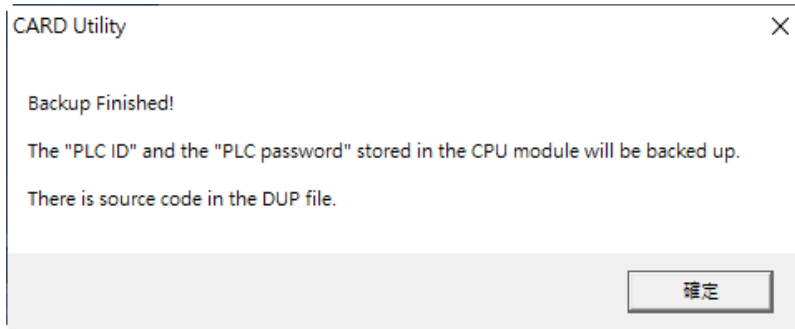 CARD Utility
Backup Finished!
The "PLC ID" and the "PLC password" stored in the CPU module will be backed up.
There is source code in the DUP file.
確定